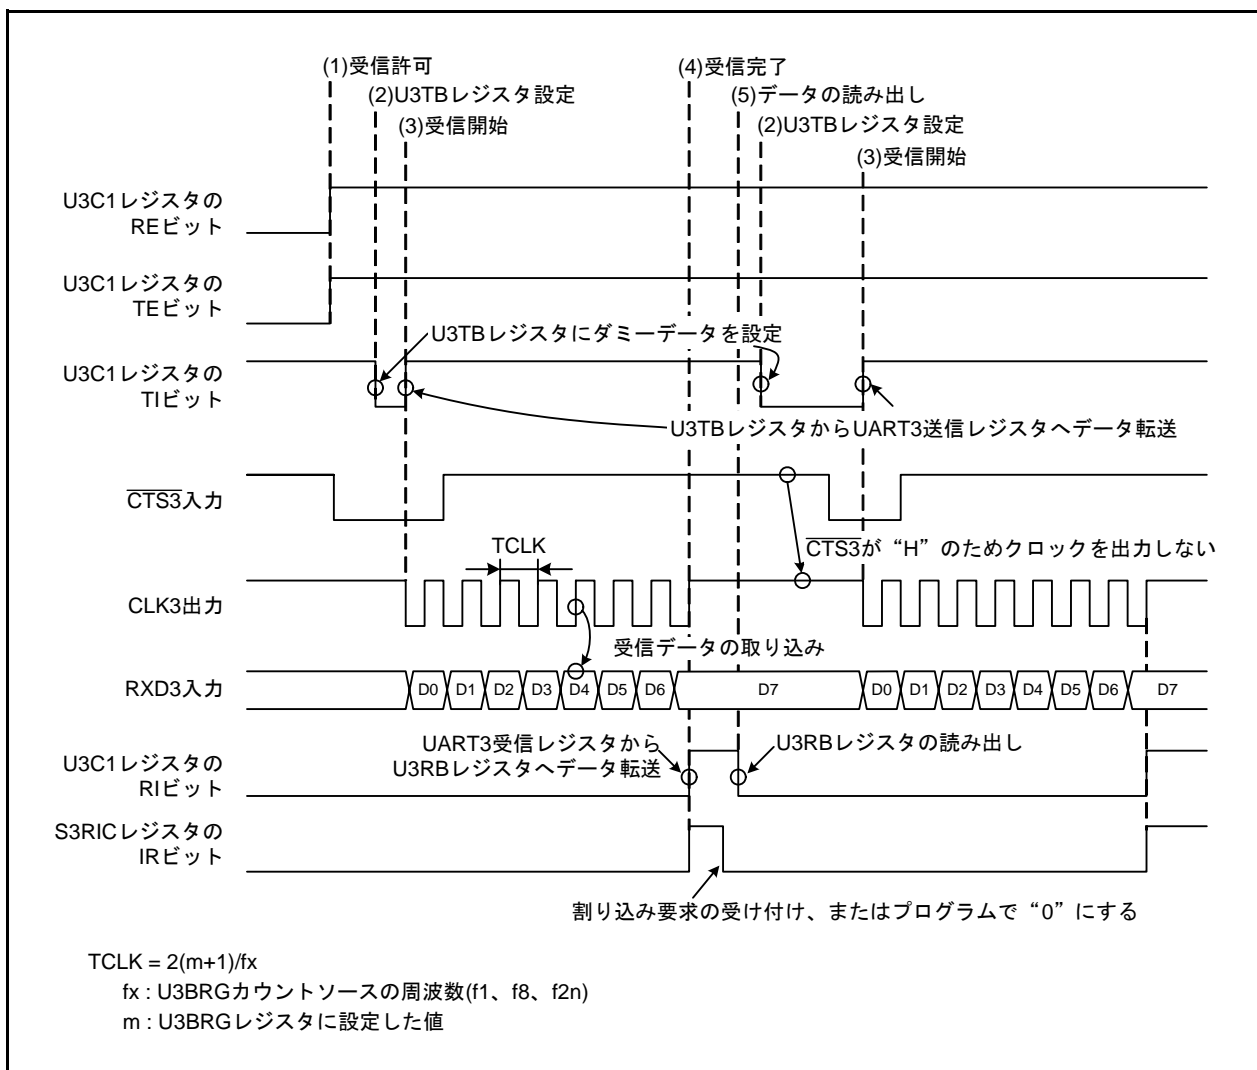 (1)受信許可
(2)U3TBレジスタ設定
(3)受信開始
(4)受信完了
(5)データの読み出し
(2)U3TBレジスタ設定
(3)受信開始
U3C1レジスタの
REビット
U3C1レジスタの
TEビット
U3TBレジスタにダミーデータを設定
U3C1レジスタの
TIビット
U3TBレジスタからUART3送信レジスタへデータ転送
CTS3入力
TCLK
CTS3が“H”のためクロックを出力しない
CLK3出力
受信データの取り込み
RXD3入力
D0 D1 D2 D3 D4 D5 D6 D7 D0 D1 D2 D3 D4 D5 D6 D7
UART3受信レジスタから
U3RBレジスタへデータ転送
U3RBレジスタの読み出し
U3C1レジスタの
RIビット
S3RICレジスタの
IRビット
割り込み要求の受け付け、またはプログラムで“0”にする
TCLK = 2(m+1)/fx
fx : U3BRGカウントソースの周波数(f1、f8、f2n)
m : U3BRGレジスタに設定した値